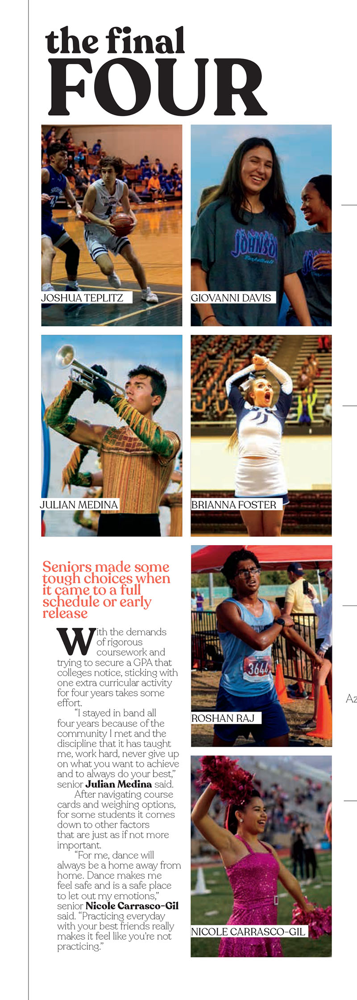 the final
FOUR
JOSHUA TEPLITZ
GIOVANNI DAVIS
JOHNSO
Basketball
JULIAN MEDINA
BRIANNA FOSTER
Seniors made some
tough choices when
it came to a full
schedule or early
release
With the demands
of rigorous
coursework and
trying to secure a GPA that
colleges notice, sticking with
one extra curricular activity
for four years takes some
effort.
“I stayed in band all
four years because of the
community I met and the
discipline that it has taught
me, work hard, never give up
on what you want to achieve
and to always do your best,”
senior Julian Medina said.
After navigating course
cards and weighing options,
for some students it comes
down to other factors
that are just as if not more
important.
“For me, dance will
always be a home away from
home. Dance makes me
feel safe and is a safe place
to let out my emotions,”
senior Nicole Carrasco-Gil
said. “Practicing everyday
with your best friends really
makes it feel like you’re not
practicing.”
3644
ROSHAN RAJ
NICOLE CARRASCO-GIL
Az